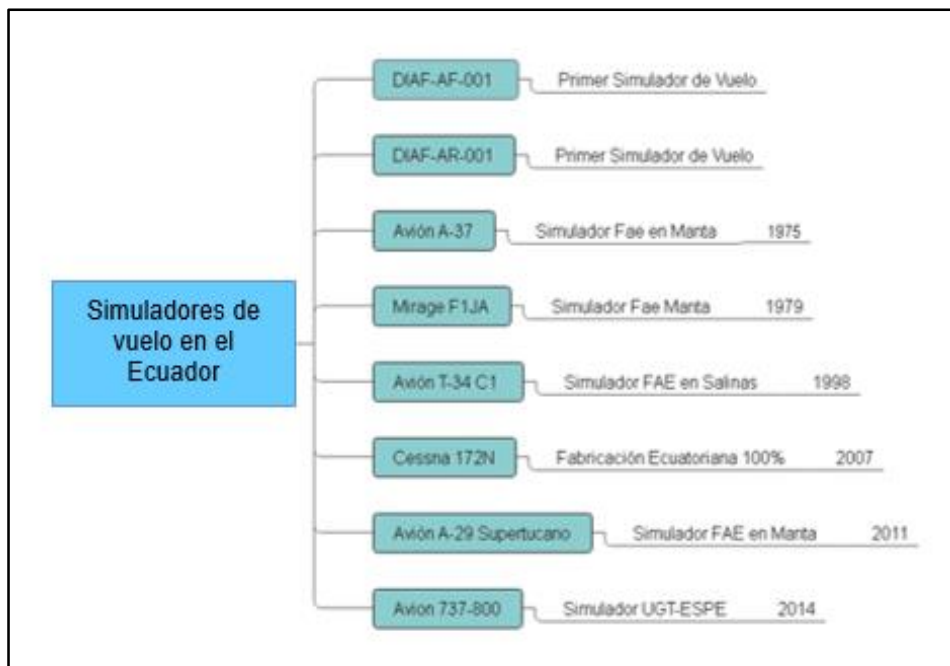 DIAF-AF-001 Primer Simulador de Vuelo
DIAF-AR-001 Primer Simulador de Vuelo
Avión A-37 Simulador Fae en Manta 1975
Simuladores de
vuelo en el
Ecuador
Mirage F1JA Simulador Fae Manta 1979
Avión T-34 C1 Simulador FAE en Salinas 1998
Cessna 172N Fabricación Ecuatoriana 100% 2007
Avión A-29 Supertucano Simulador FAE en Manta 2011
Avion 737-800 Simulador UGT-ESPE 2014